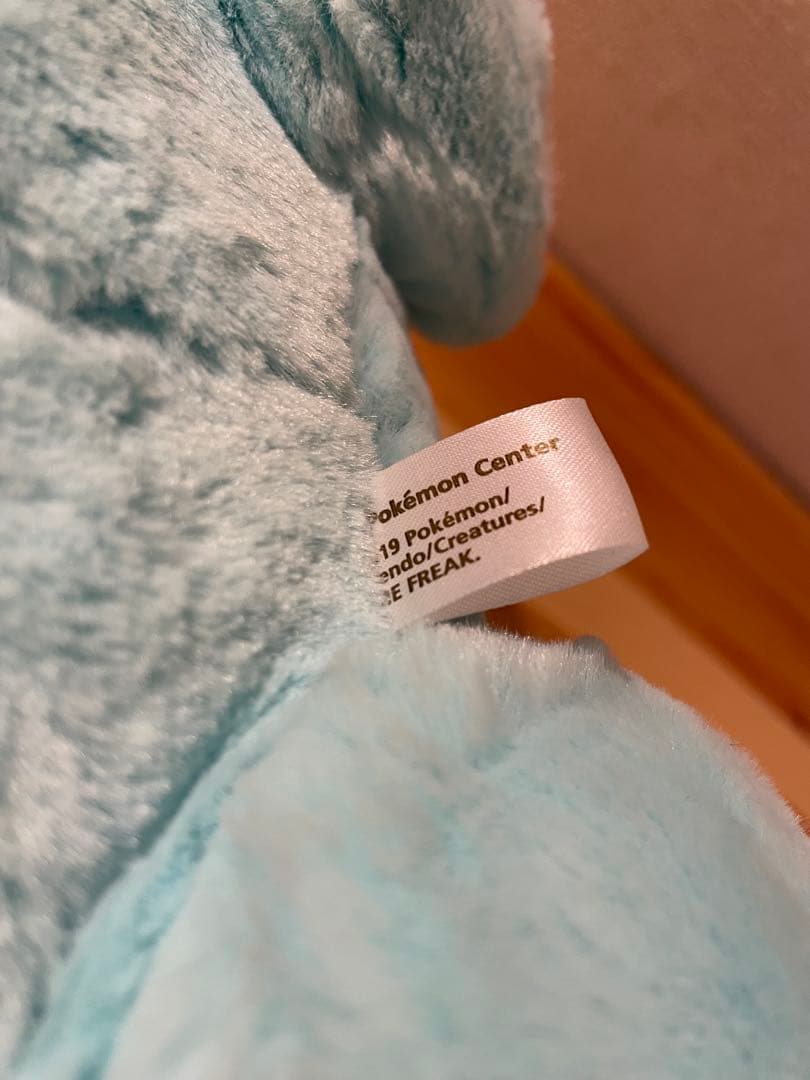 Pokémon Center
19 Pokémon/
endo/Creatures/
E FREAK.